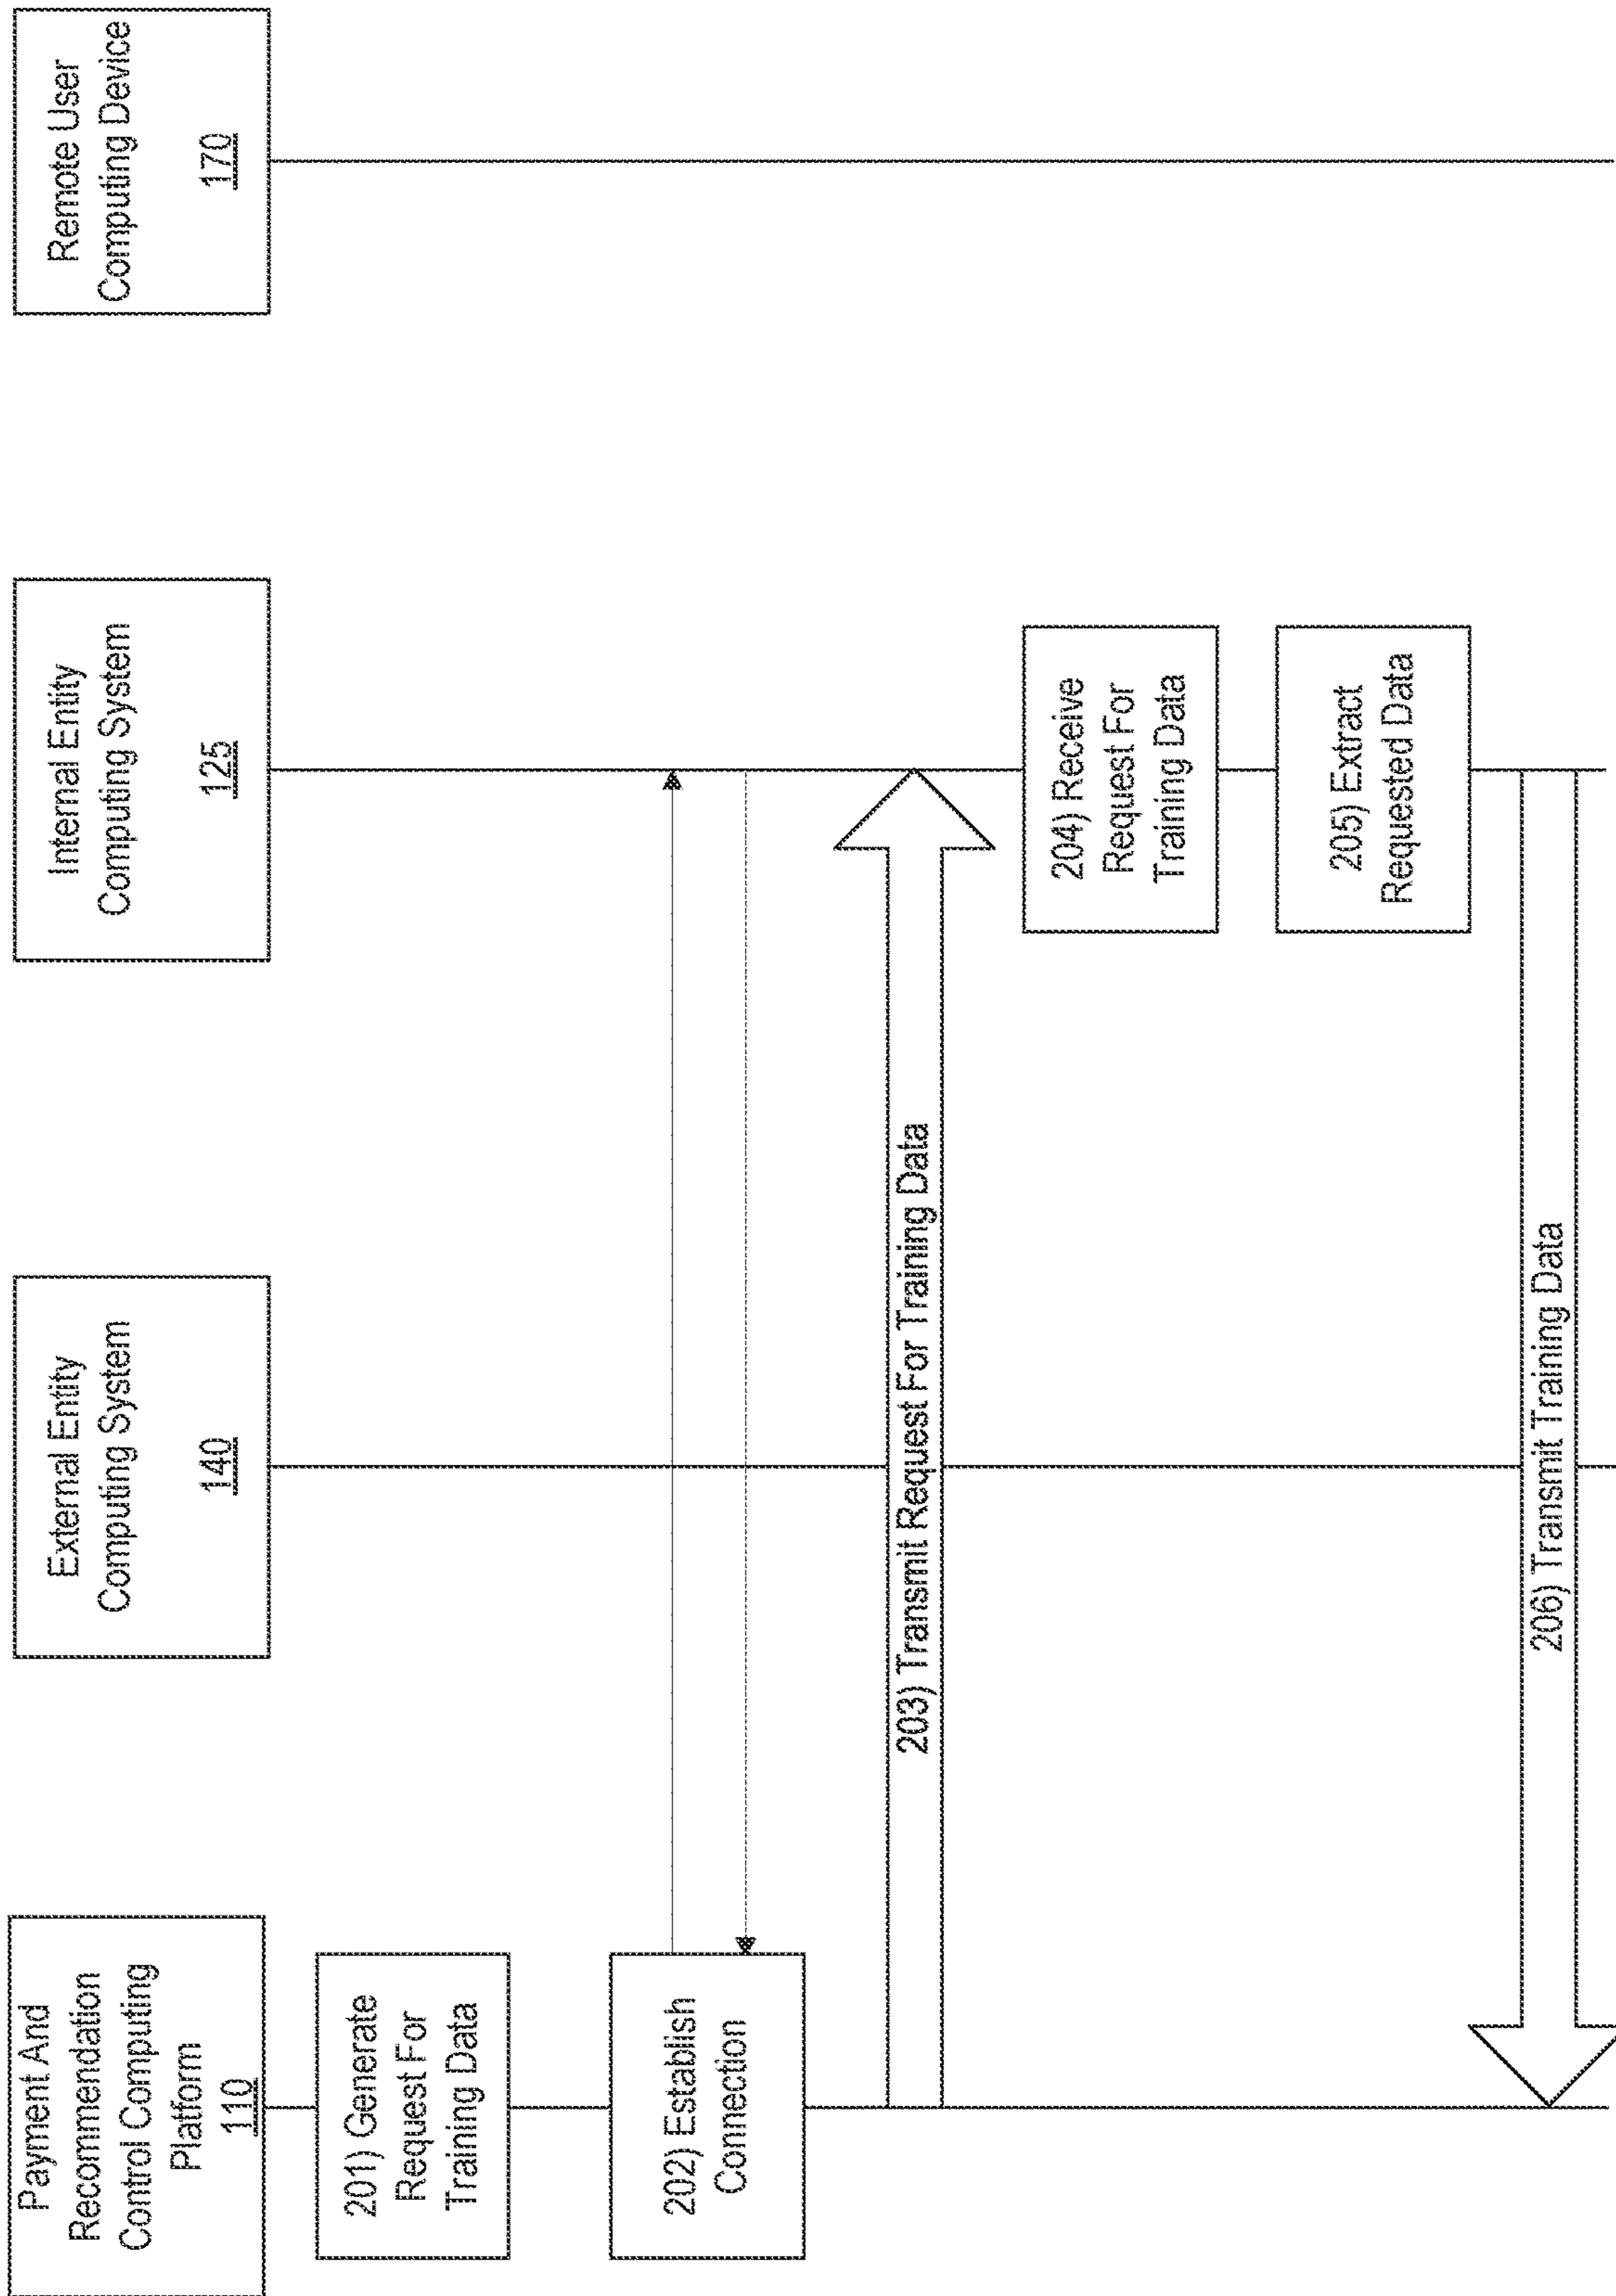 Payment And
Recommendation
Control Computing
Platform
110
External Entity
Computing System
140
Internal Entity
Computing System
125
Remote User
Computing Device
170
201) Generate
Request For
Training Data
202) Establish
Connection
203) Transmit Request For Training Data
204) Receive
Request For
Training Data
205) Extract
Requested Data
206) Transmit Training Data